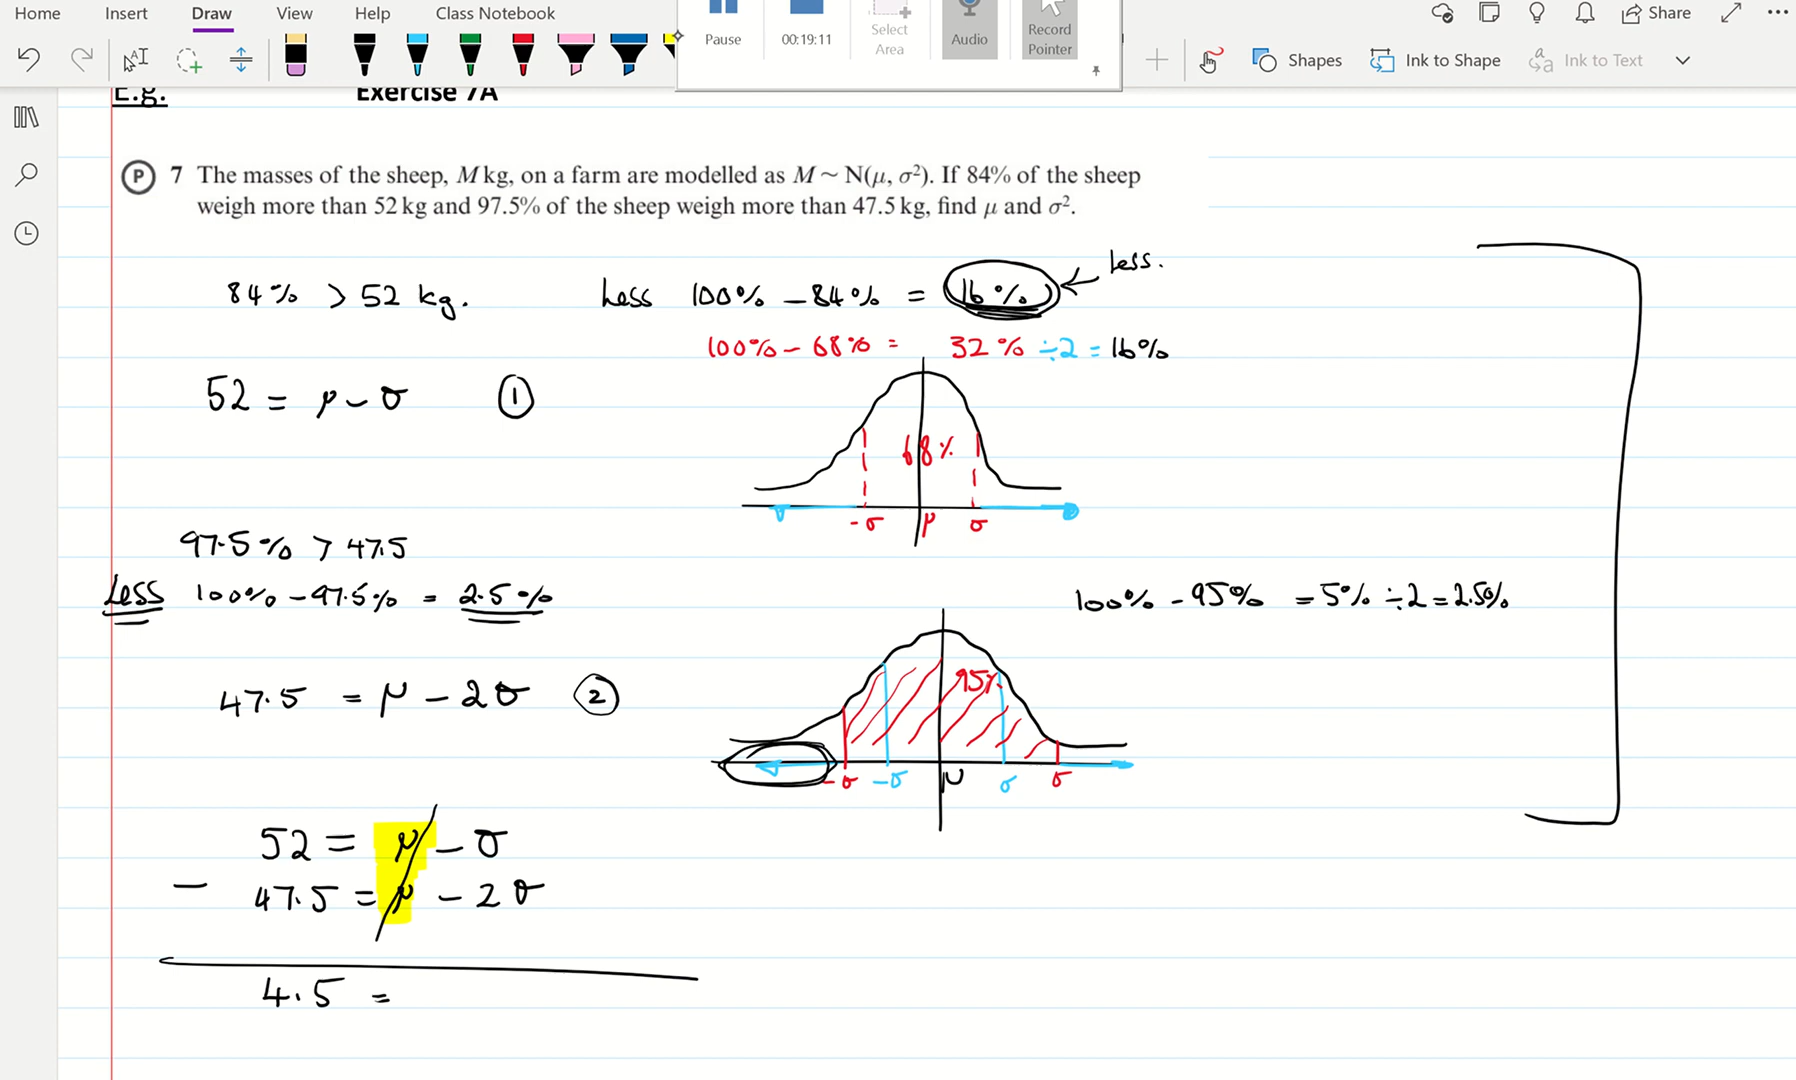 Home Insert Draw View Help Class Notebook
Pause 00:19:11 Select Area Audio Record Pointer
Share
Shapes Ink to Shape Ink to Text
E.g. Exercise 7A
P 7 The masses of the sheep, M kg, on a farm are modelled as M ~ N(μ, σ²). If 84% of the sheep
weigh more than 52 kg and 97.5% of the sheep weigh more than 47.5 kg, find μ and σ².
84% > 52 kg. Less 100% - 84% = 16% ← Less.
100% - 68% = 32% ÷2 = 16%
52 = μ - σ ①
68%
-σ μ σ
97.5% > 47.5
Less 100% - 97.5% = 2.5%
100% - 95% = 5% ÷2 = 2.5%
95%
47.5 = μ - 2σ ②
-σ -σ μ σ σ
52 = μ - σ
- 47.5 = μ - 2σ
4.5 =